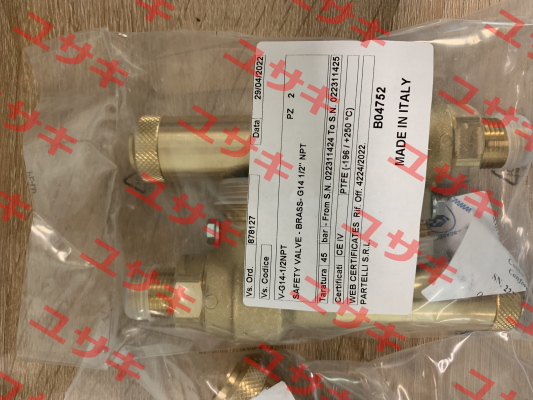 Vs. Ord. 878127 Data 29/04/2022
Vs. Codice
V-G14-1/2NPT PZ 2
SAFETY VALVE - BRASS- G14 1/2" NPT
Taratura 45 bar - From S.N. 022311424 To S.N. 022311425
Certificati CE IV PTFE (-196 / +250 °C)
WEB CERTIFICATES Rif. Off. 4224/2022
PARTELLI S.R.L.
B04752
MADE IN ITALY
ユサキ
ユサキ
ユサキ
ユサキ
ユサキ
ユサキ
ユサキ
ユサキ